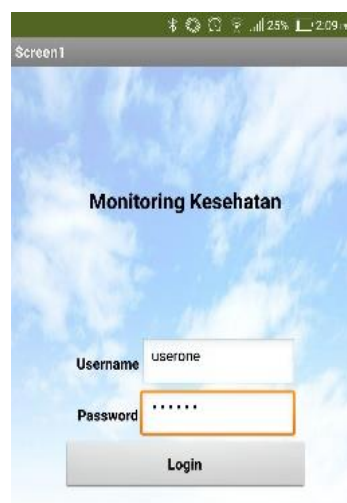 25% 2:09
Screen1
Monitoring Kesehatan
Username userone
Password ••••••
Login